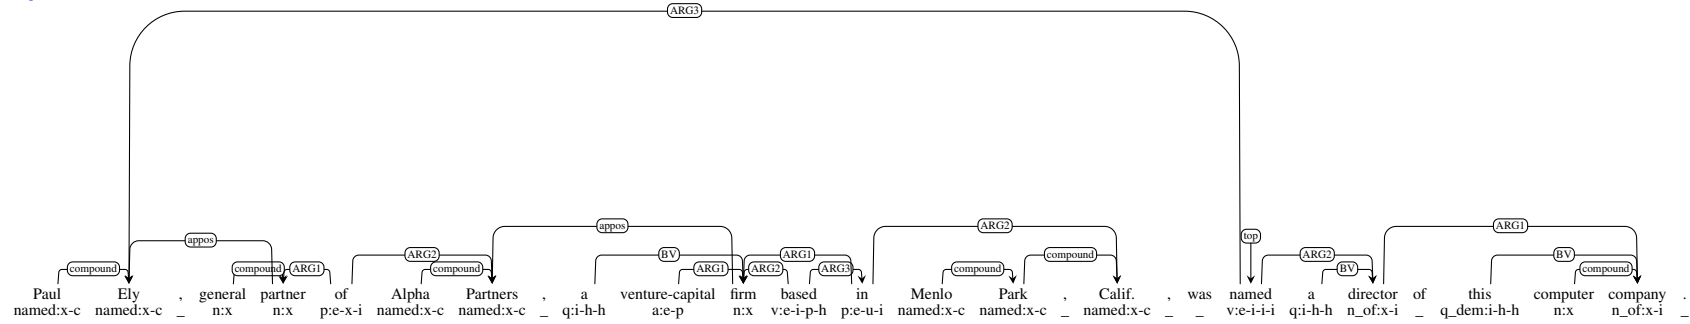 ARG3
top
appos appos ARG2 ARG1
ARG2 BV ARG1 compound ARG2 BV
compound compound ARG1 compound ARG1 ARG2 ARG3 compound BV compound
Paul Ely , general partner of Alpha Partners , a venture-capital firm based in Menlo Park , Calif. , was named a director of this computer company .
named:x-c named:x-c _ n:x n:x p:e-x-i named:x-c named:x-c _ q:i-h-h a:e-p n:x v:e-i-p-h p:e-u-i named:x-c named:x-c _ named:x-c _ _ v:e-i-i-i q:i-h-h n_of:x-i _ q_dem:i-h-h n:x n_of:x-i _